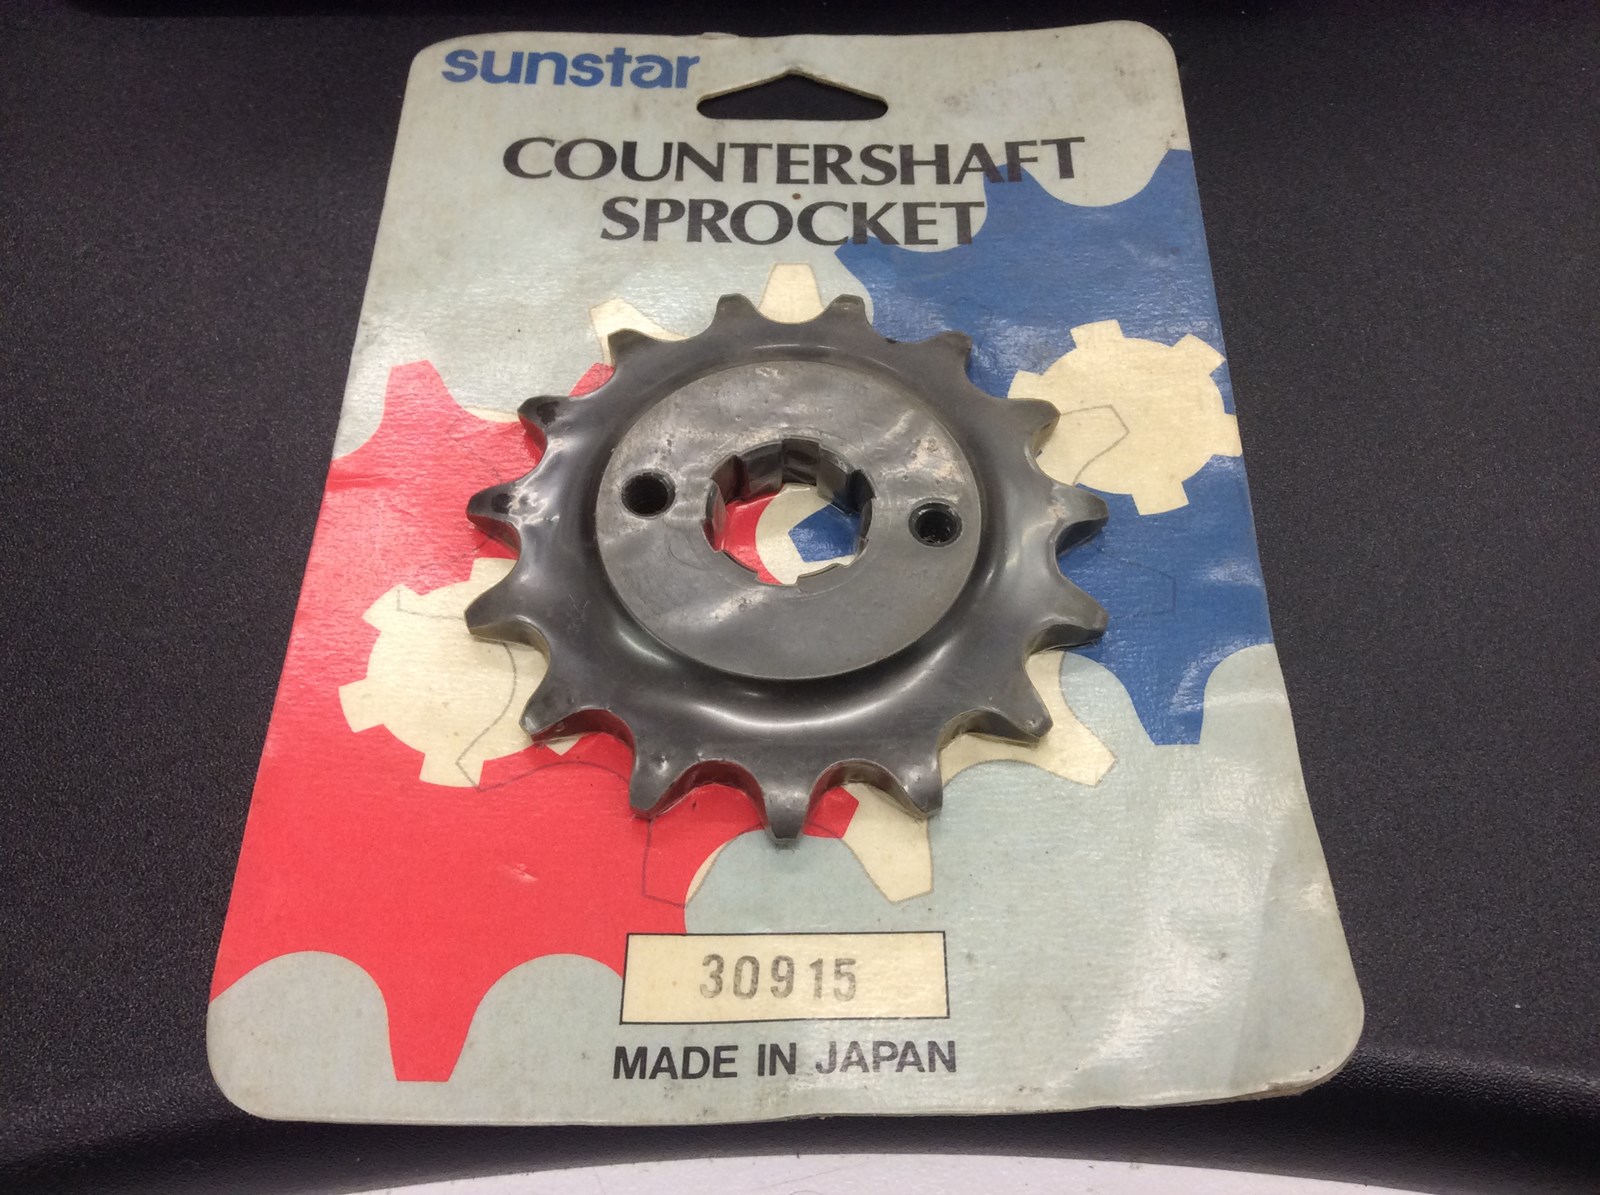 sunstar
COUNTERSHAFT
SPROCKET
30915
MADE IN JAPAN